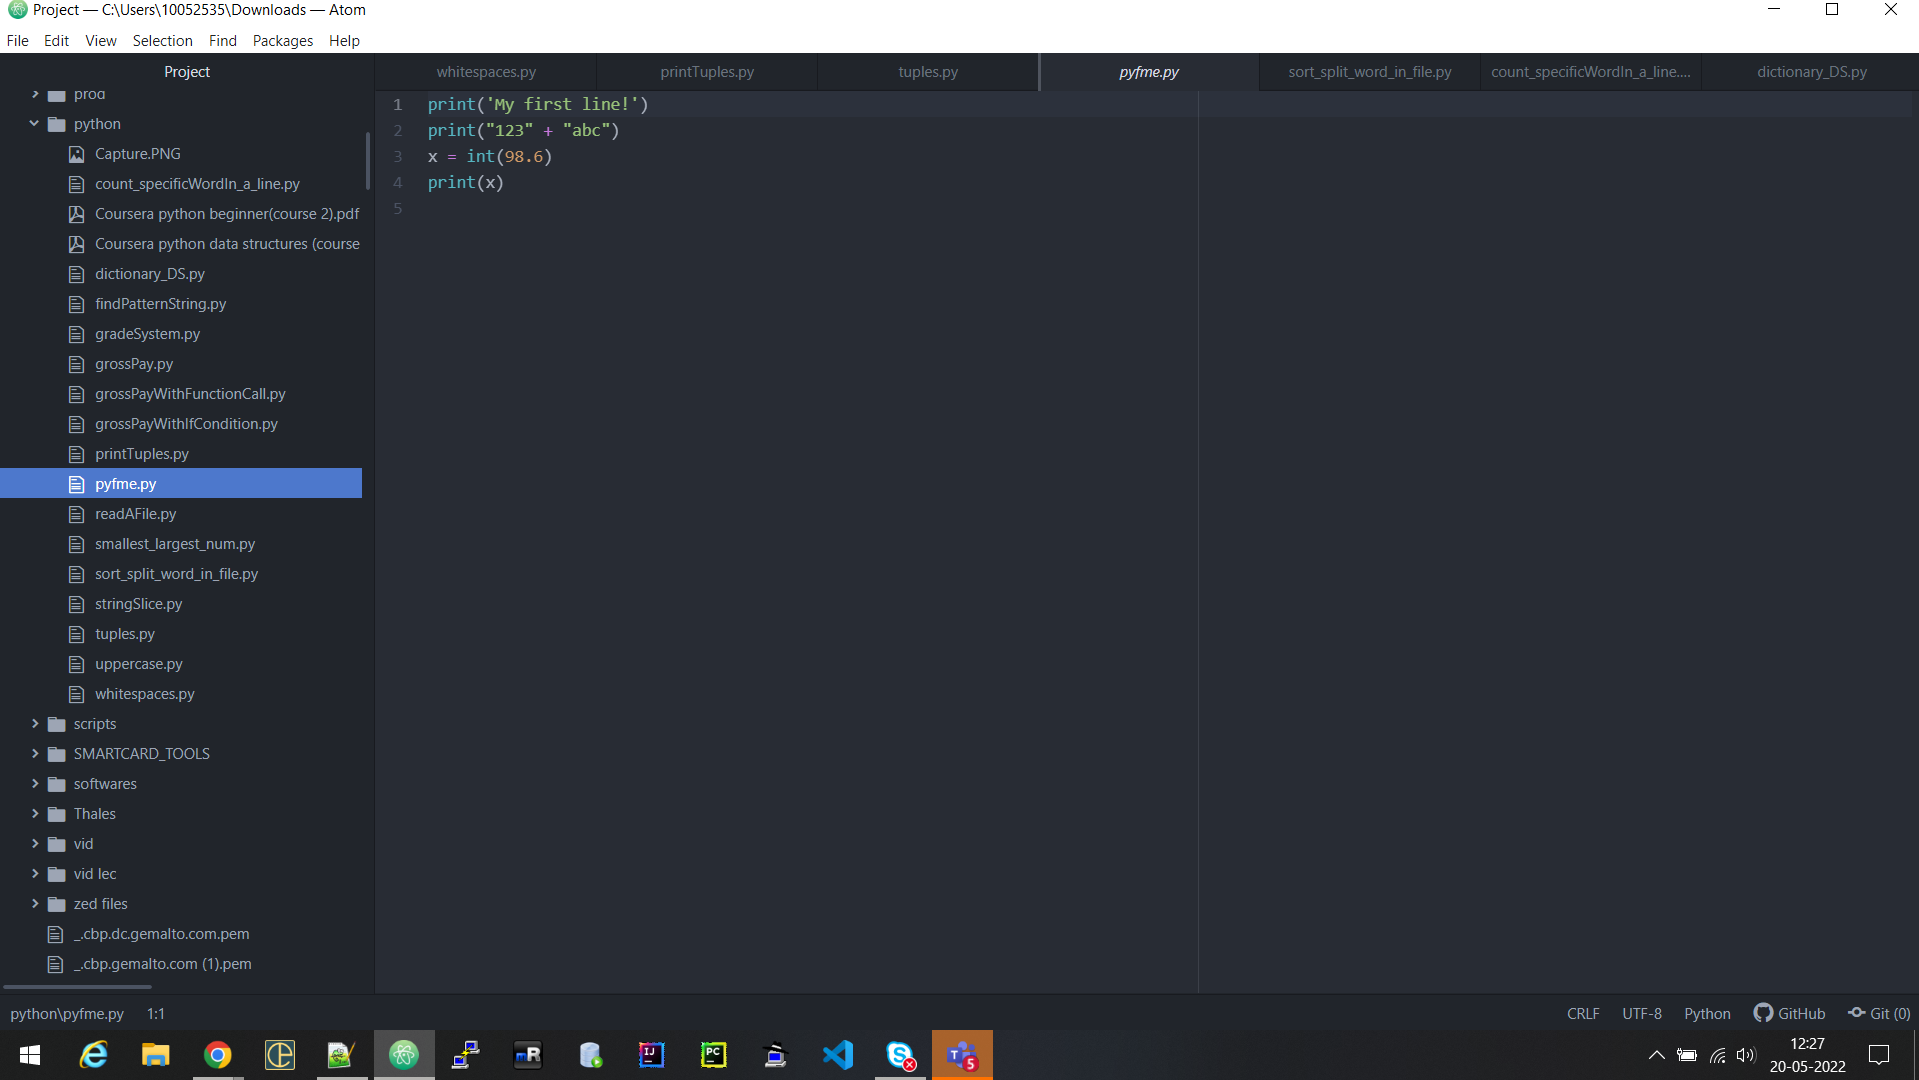 Project — C:\Users\10052535\Downloads — Atom
File Edit View Selection Find Packages Help
Project
whitespaces.py printTuples.py tuples.py pyfme.py sort_split_word_in_file.py count_specificWordIn_a_line.... dictionary_DS.py
prod
python
Capture.PNG
count_specificWordIn_a_line.py
Coursera python beginner(course 2).pdf
Coursera python data structures (course
dictionary_DS.py
findPatternString.py
gradeSystem.py
grossPay.py
grossPayWithFunctionCall.py
grossPayWithIfCondition.py
printTuples.py
pyfme.py
readAFile.py
smallest_largest_num.py
sort_split_word_in_file.py
stringSlice.py
tuples.py
uppercase.py
whitespaces.py
scripts
SMARTCARD_TOOLS
softwares
Thales
vid
vid lec
zed files
_.cbp.dc.gemalto.com.pem
_.cbp.gemalto.com (1).pem
1 print('My first line!')
2 print("123" + "abc")
3 x = int(98.6)
4 print(x)
5
python\pyfme.py 1:1 CRLF UTF-8 Python GitHub Git (0)
IJ PC 5
12:27
20-05-2022